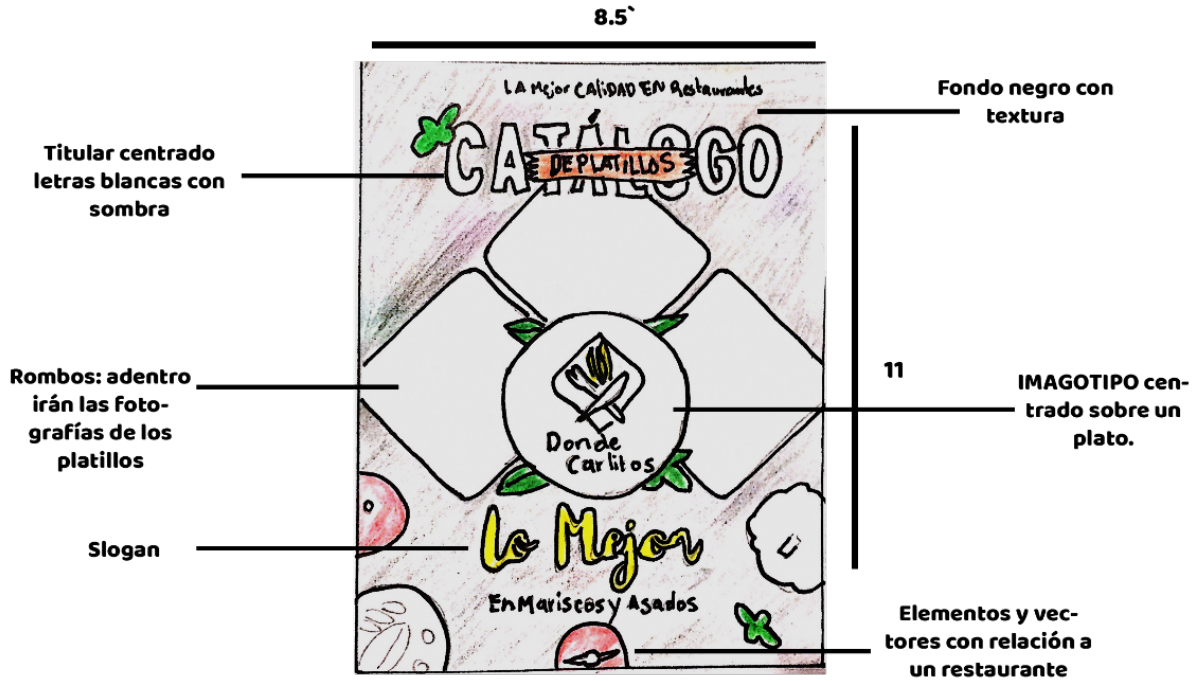 8.5`
LA Mejor CALIDAD EN Restaurantes
Fondo negro con
textura
CATÁLOGO
DE PLATILLOS
Titular centrado
letras blancas con
sombra
11
Rombos: adentro
irán las foto-
grafías de los
platillos
IMAGOTIPO cen-
trado sobre un
plato.
Donde
Carlitos
Slogan
Lo Mejor
En Mariscos y Asados
Elementos y vec-
tores con relación a
un restaurante